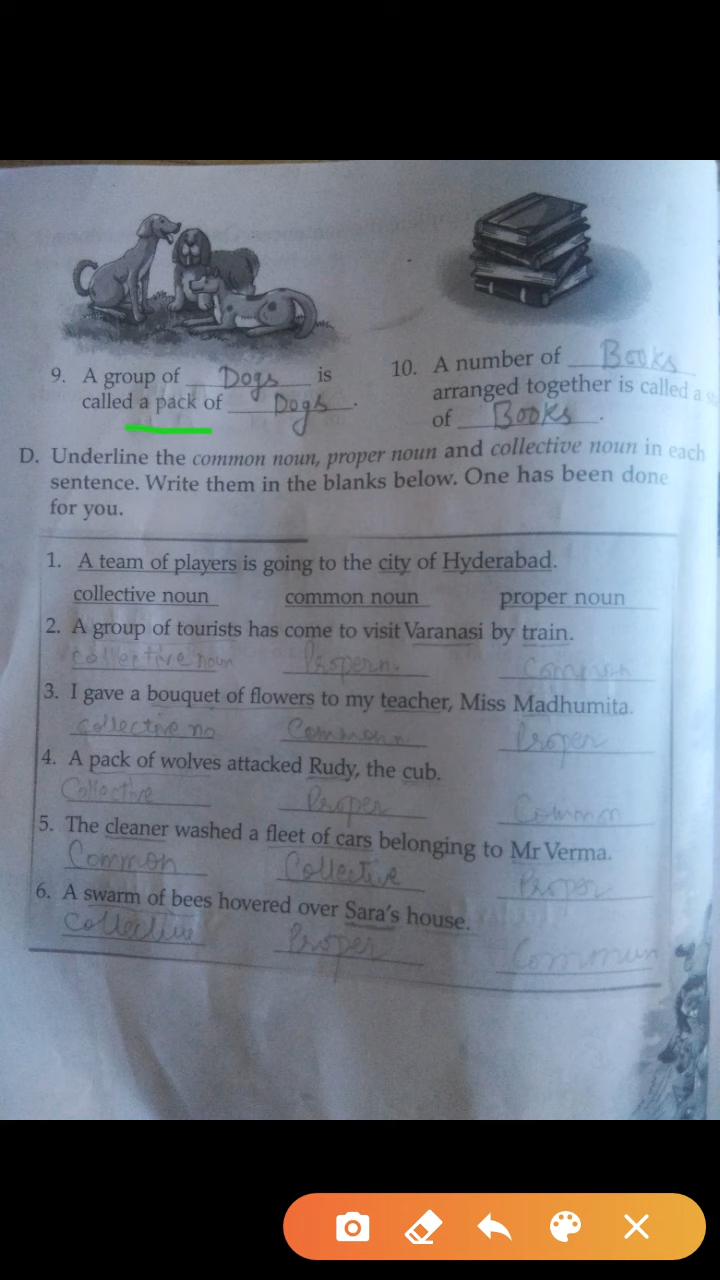 9. A group of Dogs is
called a pack of Dogs.
10. A number of Books
arranged together is called a
of Books.
D. Underline the common noun, proper noun and collective noun in each
sentence. Write them in the blanks below. One has been done
for you.
1. A team of players is going to the city of Hyderabad.
collective noun common noun proper noun
2. A group of tourists has come to visit Varanasi by train.
collective noun Propern. Common
3. I gave a bouquet of flowers to my teacher, Miss Madhumita.
collective no Common n Proper
4. A pack of wolves attacked Rudy, the cub.
Collective Proper Common
5. The cleaner washed a fleet of cars belonging to Mr Verma.
Common Collective Proper
6. A swarm of bees hovered over Sara's house.
Collective Proper Commun